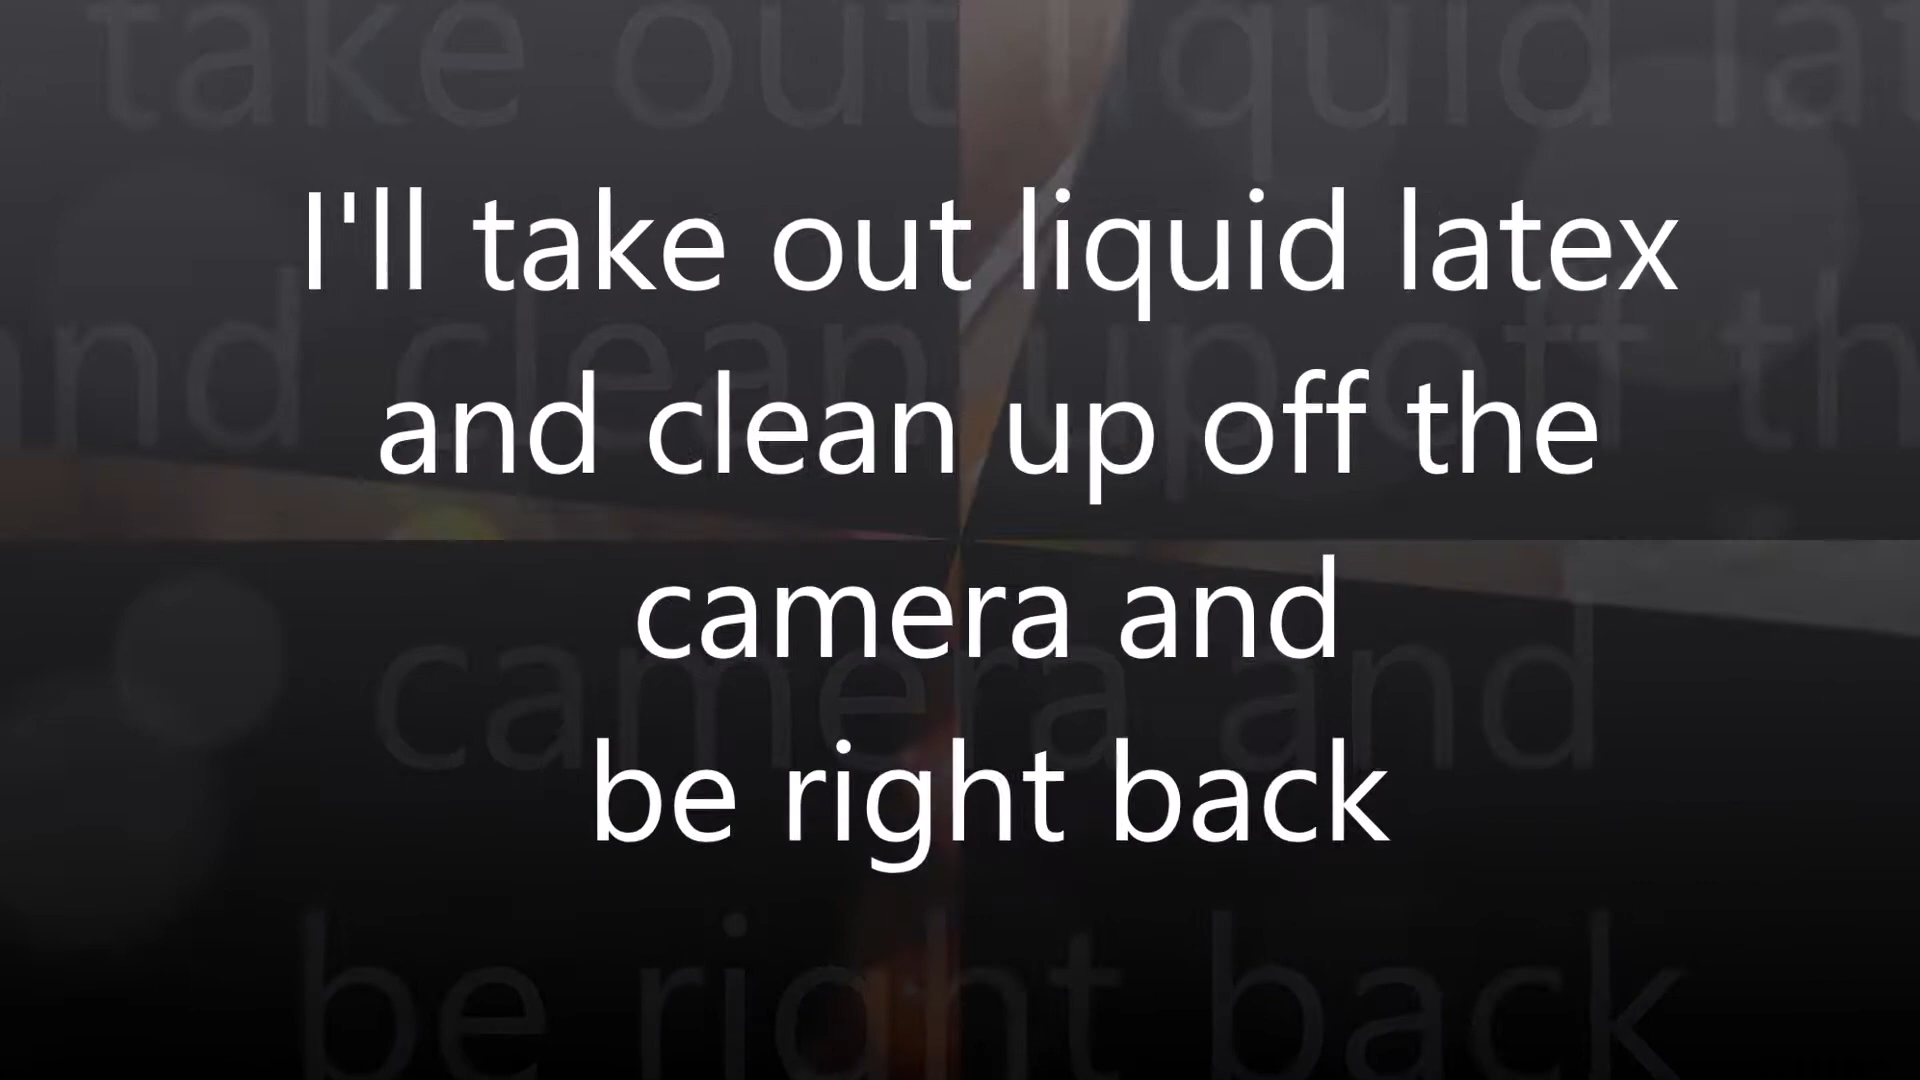 I'll take out liquid latex
and clean up off the
camera and
be right back